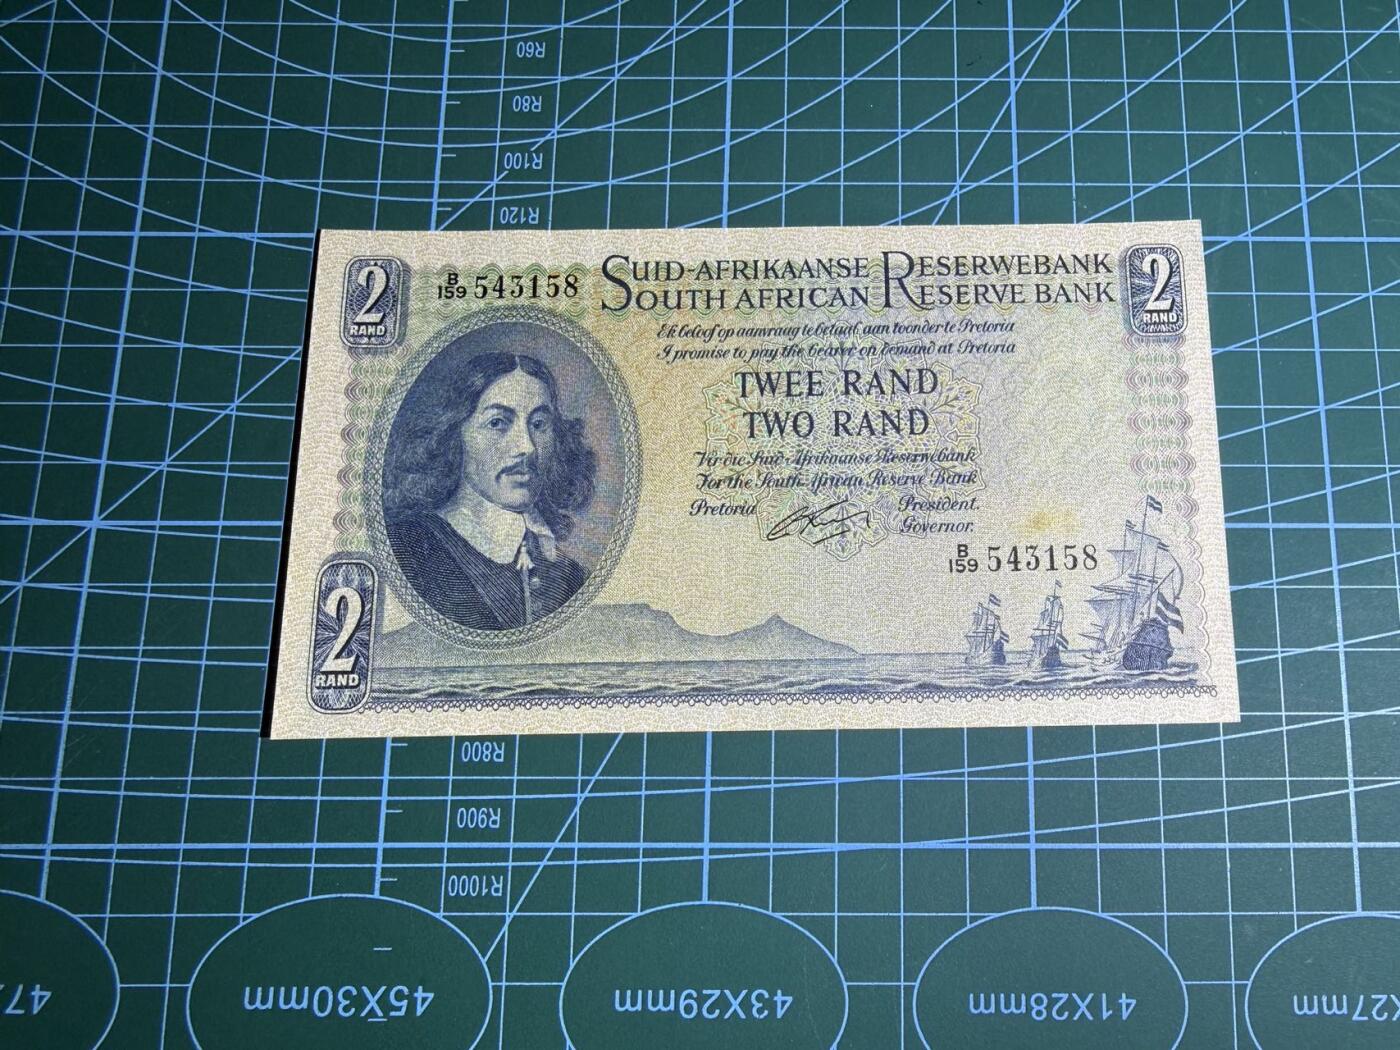 R60
R80
R100
R120
2
RAND
B
159 543158
SUID-AFRIKAANSE RESERWEBANK
SOUTH AFRICAN RESERVE BANK
2
RAND
Ek beloof op aanvraag te betaal aan toonder te Pretoria
I promise to pay the bearer on demand at Pretoria
TWEE RAND
TWO RAND
Vir die Suid-Afrikaanse Reserwebank
For the South African Reserve Bank
Pretoria
President.
Governor.
B
159 543158
2
RAND
R800
R900
R1000
45X30mm
43X29mm
41X28mm
X27mm